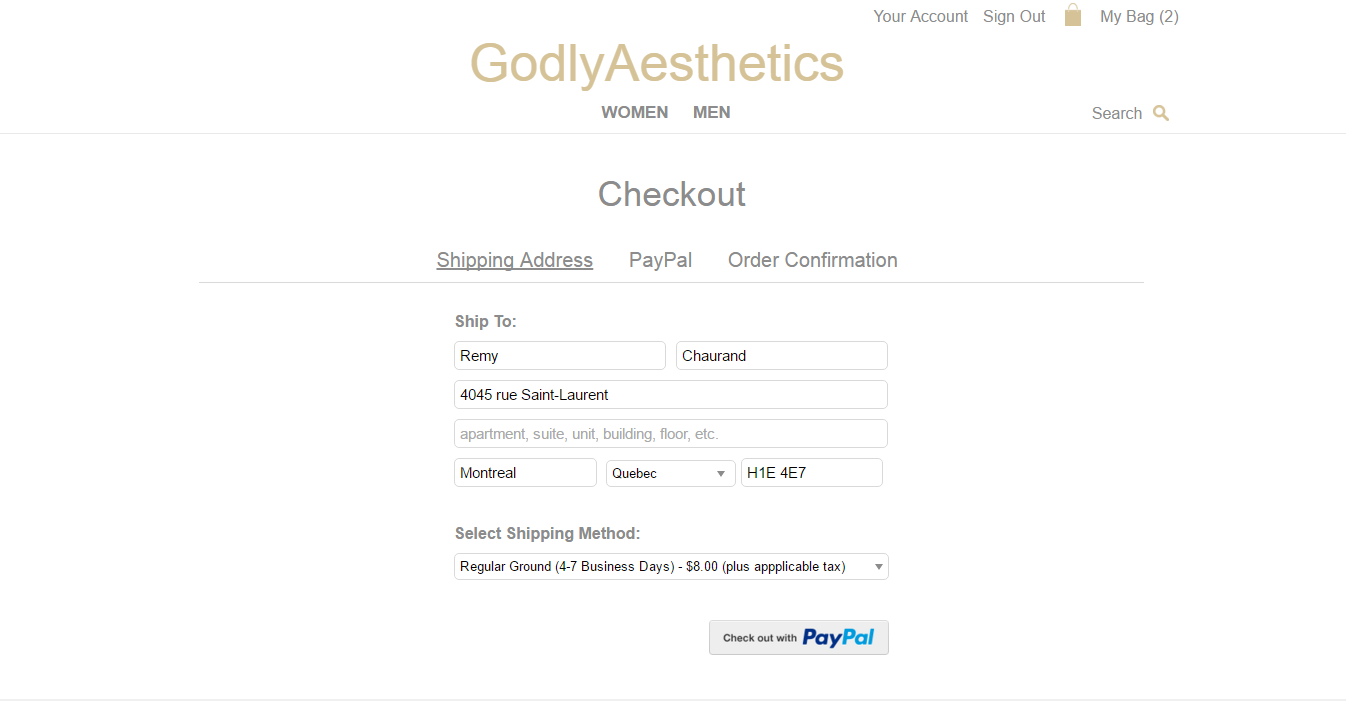 Your Account Sign Out My Bag (2)
GodlyAesthetics
WOMEN MEN
Search
Checkout
Shipping Address PayPal Order Confirmation
Ship To:
Remy Chaurand
4045 rue Saint-Laurent
apartment, suite, unit, building, floor, etc.
Montreal Quebec H1E 4E7
Select Shipping Method:
Regular Ground (4-7 Business Days) - $8.00 (plus appplicable tax)
Check out with PayPal